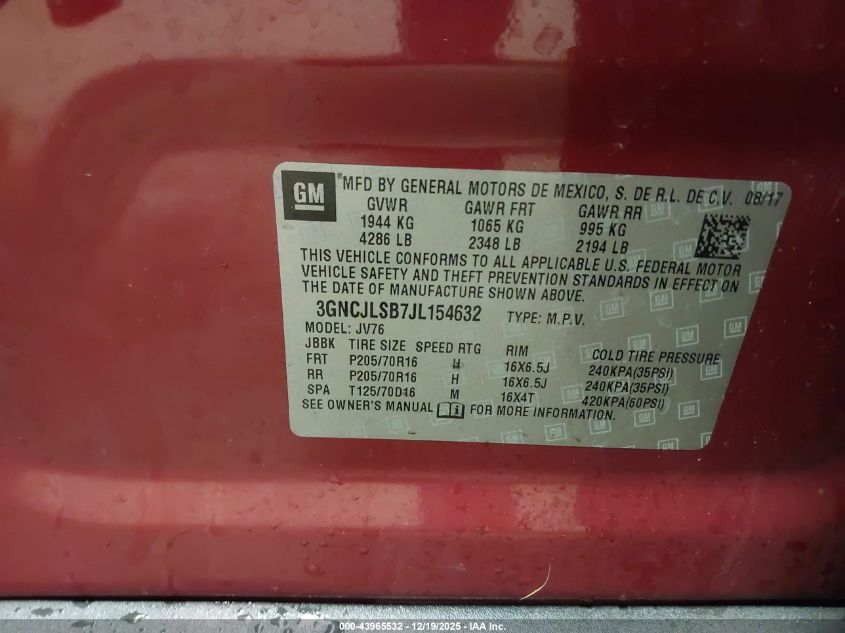 GM ® MFD BY GENERAL MOTORS DE MEXICO, S. DE R.L. DE C.V. 08/17
GVWR GAWR FRT GAWR RR
1944 KG 1065 KG 995 KG
4286 LB 2348 LB 2194 LB
THIS VEHICLE CONFORMS TO ALL APPLICABLE U.S. FEDERAL MOTOR
VEHICLE SAFETY AND THEFT PREVENTION STANDARDS IN EFFECT ON
THE DATE OF MANUFACTURE SHOWN ABOVE.
3GNCJLSB7JL154632 TYPE: M.P.V.
MODEL: JV76
JBBK TIRE SIZE SPEED RTG RIM COLD TIRE PRESSURE
FRT P205/70R16 H 16X6.5J 240KPA(35PSI)
RR P205/70R16 H 16X6.5J 240KPA(35PSI)
SPA T125/70D16 M 16X4T 420KPA(60PSI)
SEE OWNER'S MANUAL FOR MORE INFORMATION.
000-43965532 - 12/19/2025 - IAA Inc.